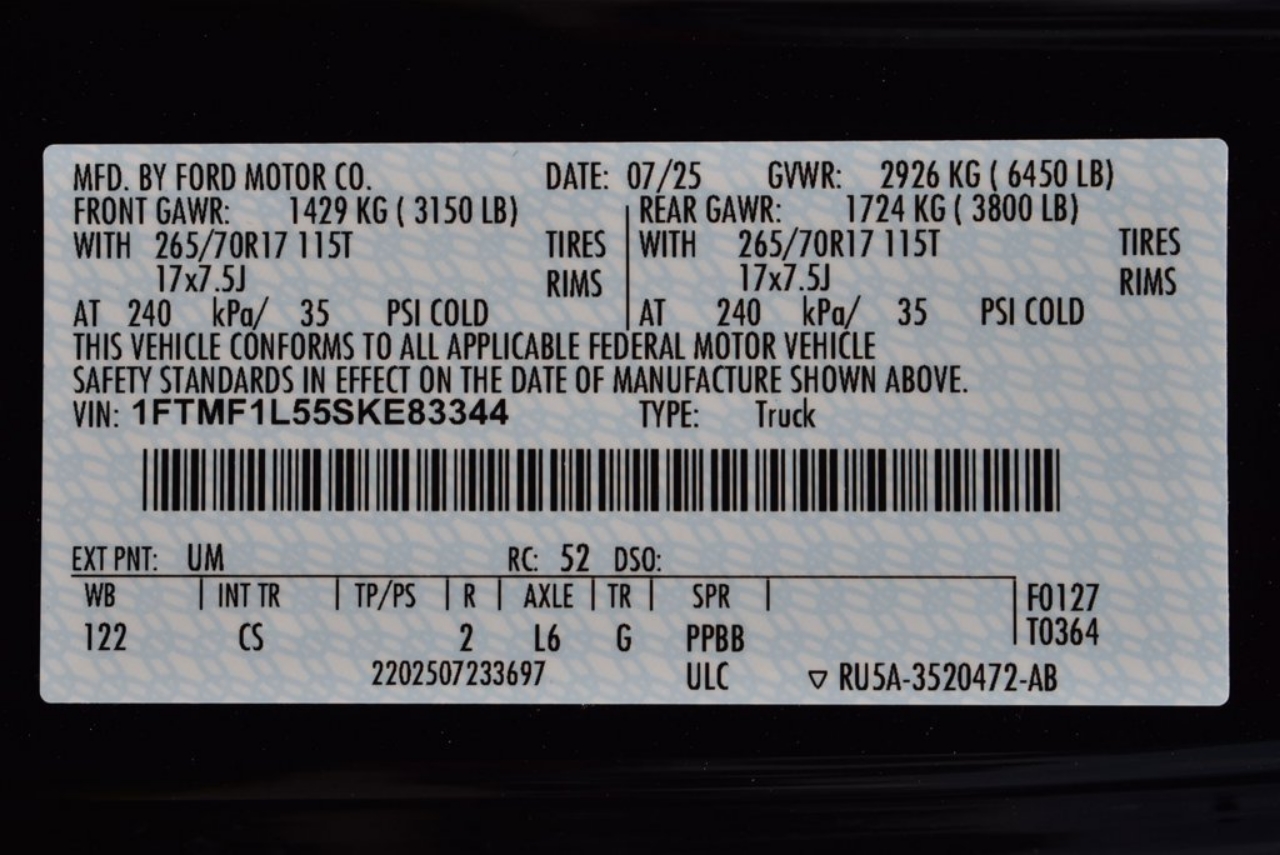 MFD. BY FORD MOTOR CO. DATE: 07/25 GVWR: 2926 KG ( 6450 LB)
FRONT GAWR: 1429 KG ( 3150 LB) REAR GAWR: 1724 KG ( 3800 LB)
WITH 265/70R17 115T TIRES WITH 265/70R17 115T TIRES
17x7.5J RIMS 17x7.5J RIMS
AT 240 kPa/ 35 PSI COLD AT 240 kPa/ 35 PSI COLD
THIS VEHICLE CONFORMS TO ALL APPLICABLE FEDERAL MOTOR VEHICLE
SAFETY STANDARDS IN EFFECT ON THE DATE OF MANUFACTURE SHOWN ABOVE.
VIN: 1FTMF1L55SKE83344 TYPE: Truck
EXT PNT: UM RC: 52 DSO:
WB INT TR TP/PS R AXLE TR SPR F0127
122 CS 2 L6 G PPBB T0364
2202507233697 ULC ▽ RU5A-3520472-AB